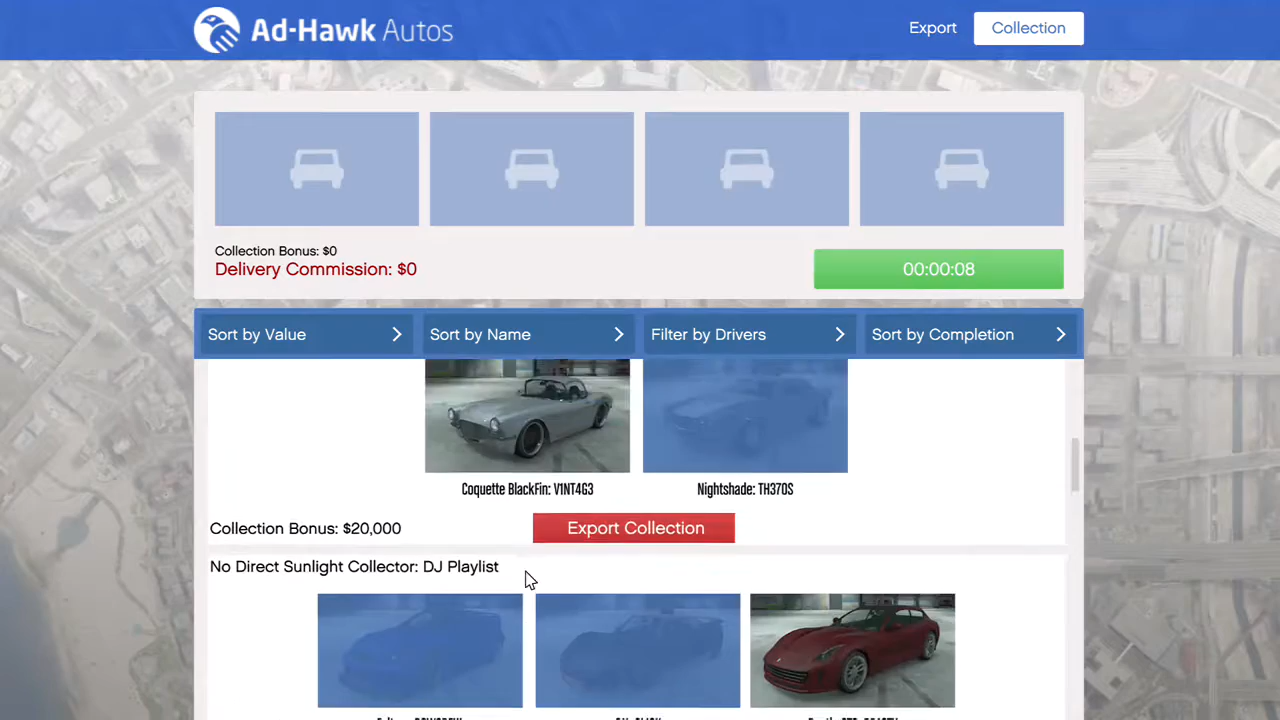 Ad-Hawk Autos
Export
Collection
Collection Bonus: $0
Delivery Commission: $0
00:00:08
Sort by Value
Sort by Name
Filter by Drivers
Sort by Completion
Coquette BlackFin: V1NT4G3
Nightshade: TH370S
Collection Bonus: $20,000
Export Collection
No Direct Sunlight Collector: DJ Playlist